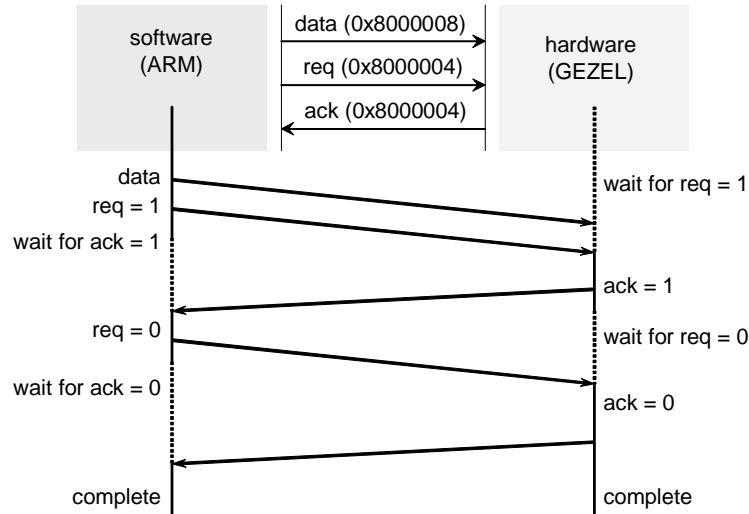 software
(ARM)
data (0x8000008)
req (0x8000004)
ack (0x8000004)
hardware
(GEZEL)
data
wait for req = 1
req = 1
wait for ack = 1
ack = 1
req = 0
wait for req = 0
wait for ack = 0
ack = 0
complete
complete